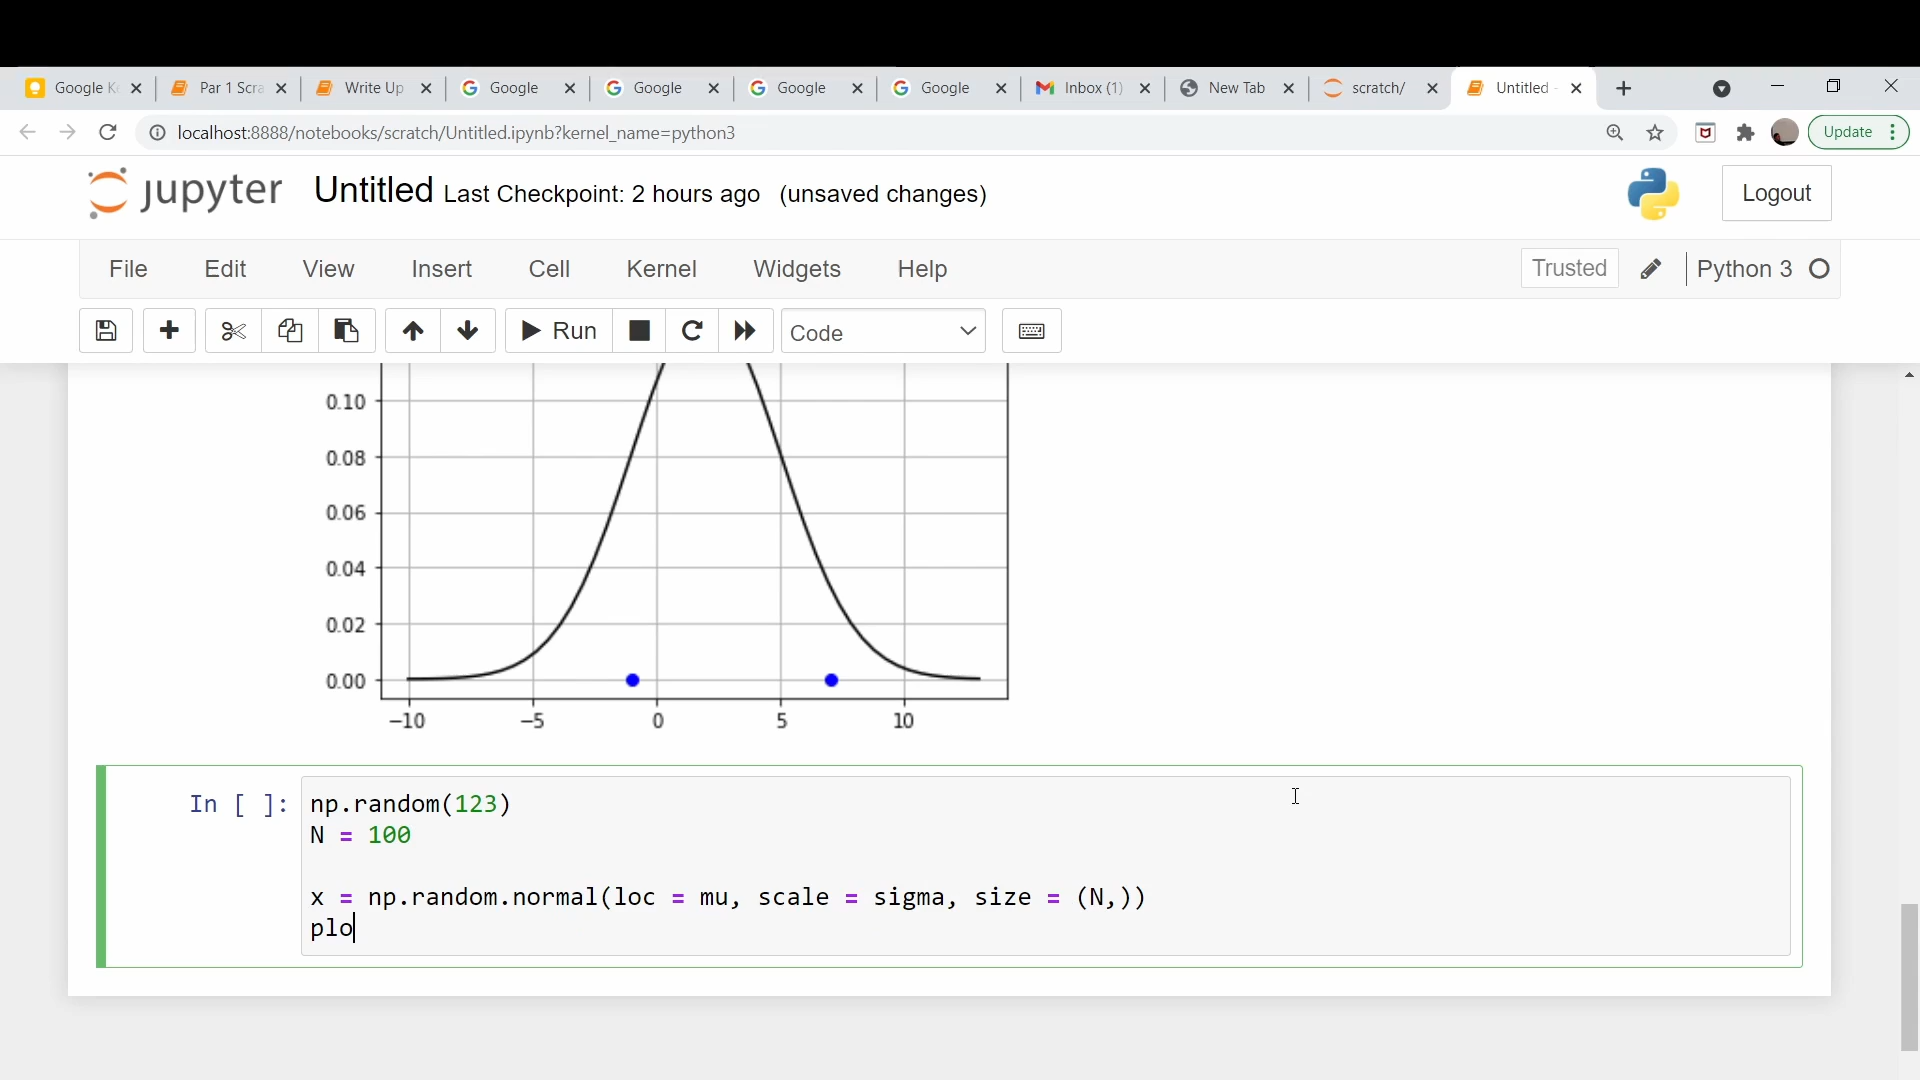 Google K
Par 1 Scra
Write Up
Google
Google
Google
Google
Inbox (1)
New Tab
scratch/
Untitled -
localhost:8888/notebooks/scratch/Untitled.ipynb?kernel_name=python3
Update
jupyter
Untitled Last Checkpoint: 2 hours ago (unsaved changes)
Logout
File Edit View Insert Cell Kernel Widgets Help
Trusted
Python 3
Run
Code
0.10
0.08
0.06
0.04
0.02
0.00
−10 −5 0 5 10
In [ ]:
np.random(123)
N = 100
x = np.random.normal(loc = mu, scale = sigma, size = (N,))
plo